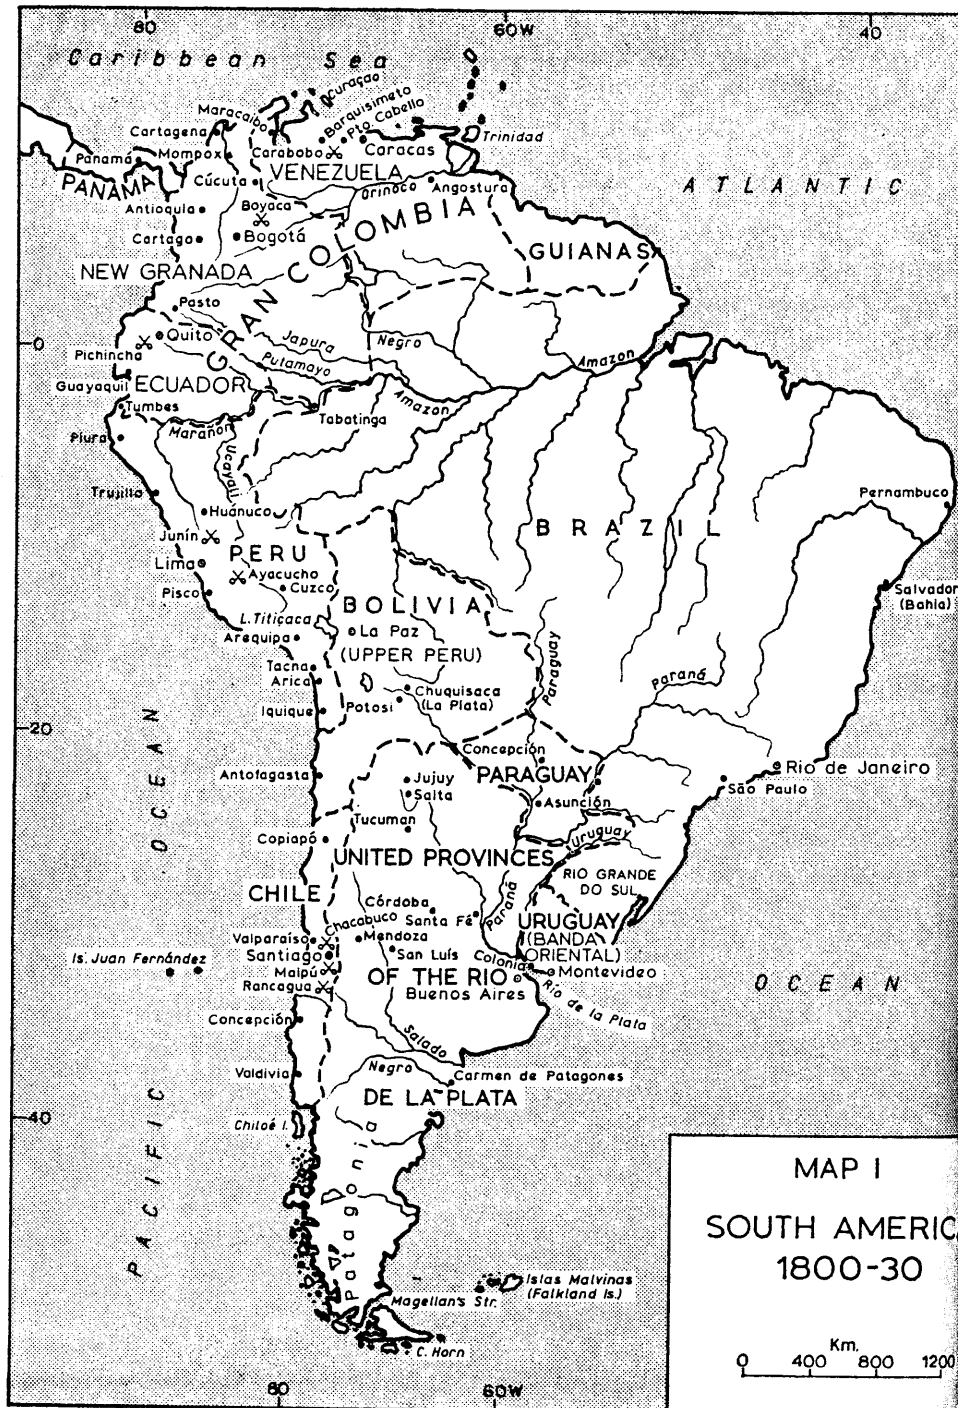 80
60W
40
Caribbean Sea
Curaçao
Barquisimeto
Pto Cabello
Maracaibo
Cartagena
Trinidad
Panamá
Mompox
Carabobo
Caracas
PANAMA
VENEZUELA
Cúcuta
Orinoco
Angostura
ATLANTIC
Antioquia
Boyaca
Cartago
Bogotá
GRAN COLOMBIA
GUIANAS
NEW GRANADA
Pasto
0
Quito
Japura
Negro
Pichincha
Putamayo
Amazon
Guayaquil
ECUADOR
Amazon
Tumbes
Tabatinga
Marañon
Piura
Ucayali
Trujillo
Pernambuco
Huánuco
BRAZIL
Junín
PERU
Lima
Ayacucho
Pisco
Cuzco
Salvador
(Bahia)
BOLIVIA
L. Titicaca
La Paz
Arequipa
(UPPER PERU)
Paraguay
Tacna
Arica
Paraná
Chuquisaca
(La Plata)
Iquique
Potosi
20
Concepción
Antofagasta
Jujuy
PARAGUAY
Rio de Janeiro
Salta
São Paulo
Asunción
Tucuman
Copiapó
Uruguay
UNITED PROVINCES
RIO GRANDE
DO SUL
CHILE
Paraná
Córdoba
Santa Fé
URUGUAY
(BANDA
ORIENTAL)
Chacabuco
Valparaíso
Mendoza
Santiago
San Luís
Is. Juan Fernández
Colonia
Maipú
OF THE RIO
Montevideo
Rancagua
Buenos Aires
OCEAN
Rio de la Plata
Concepción
Salado
Valdivia
Negro
Carmen de Patagones
DE LA PLATA
40
Chiloé I.
Patagonia
PACIFIC OCEAN
MAP I
SOUTH AMERIC
1800-30
Islas Malvinas
(Falkland Is.)
Magellan's Str.
C. Horn
Km.
0 400 800 1200
80
60W